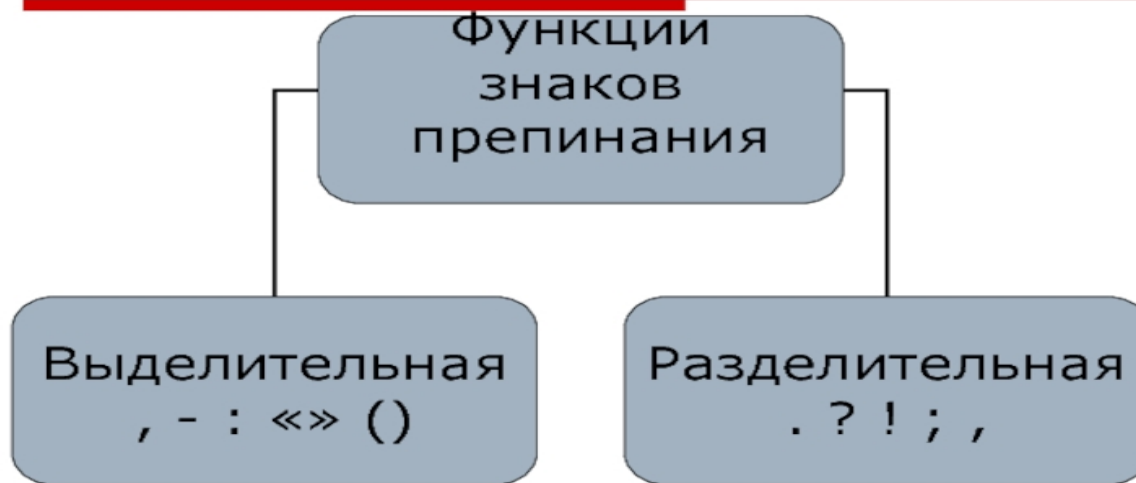 Функции
знаков
препинания
Выделительная
, - : «» ()
Разделительная
. ? ! ; ,